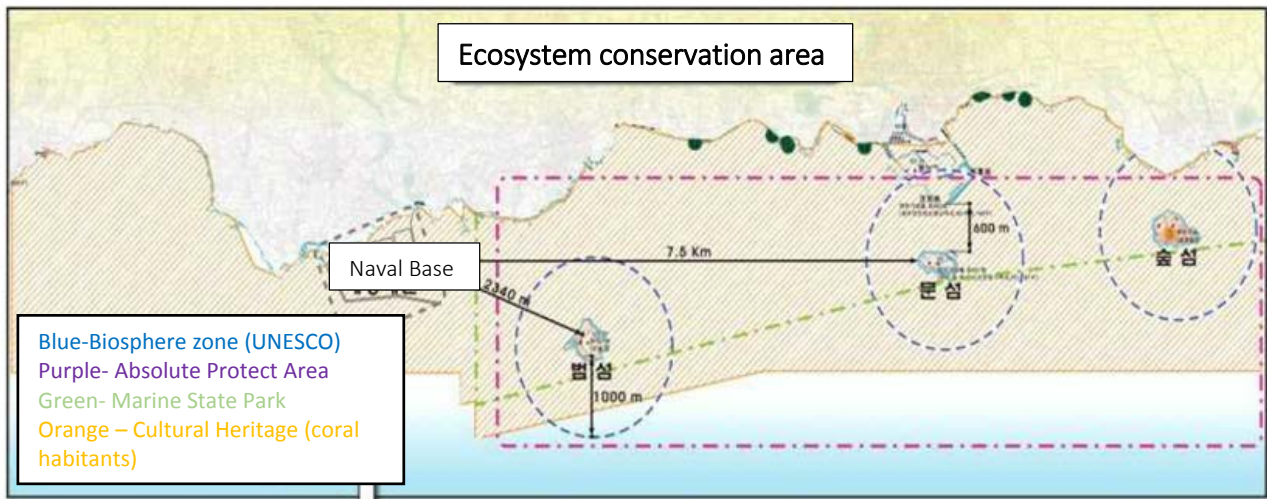 Ecosystem conservation area
600 m
7.5 Km
Naval Base
2340 m
숲섬
문섬
범섬
1000 m
Blue-Biosphere zone (UNESCO)
Purple- Absolute Protect Area
Green- Marine State Park
Orange – Cultural Heritage (coral
habitants)